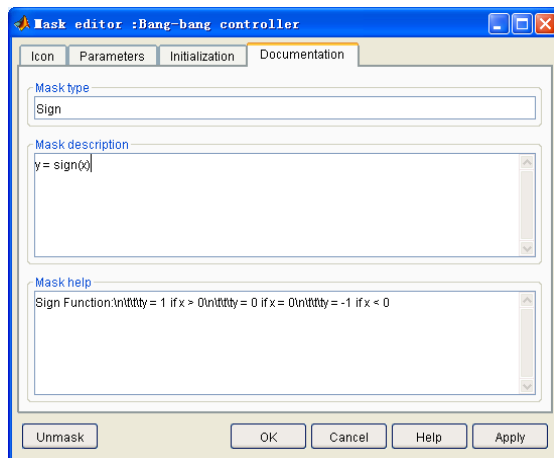 Mask editor :Bang-bang controller
Icon Parameters Initialization Documentation
Mask type
Sign
Mask description
y = sign(x)
Mask help
Sign Function:\n\t\t\ty = 1 if x > 0\n\t\t\ty = 0 if x = 0\n\t\t\ty = -1 if x < 0
Unmask OK Cancel Help Apply